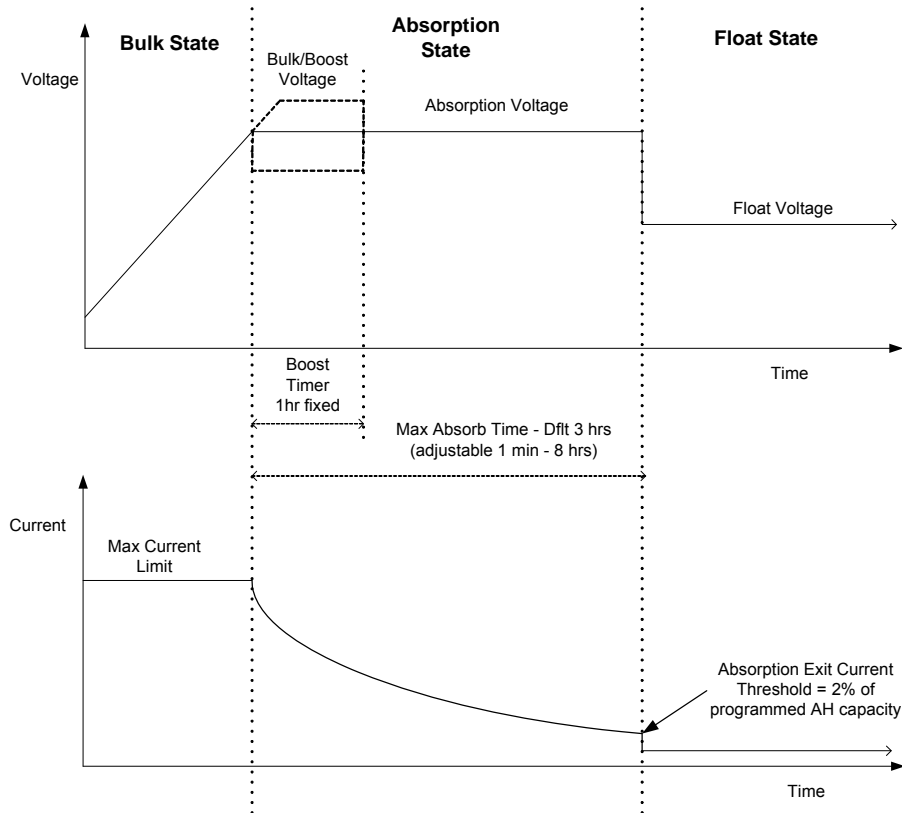 Bulk State
Absorption
State
Float State
Bulk/Boost
Voltage
Voltage
Absorption Voltage
Float Voltage
Time
Boost
Timer
1hr fixed
Max Absorb Time - Dflt 3 hrs
(adjustable 1 min - 8 hrs)
Current
Max Current
Limit
Absorption Exit Current
Threshold = 2% of
programmed AH capacity
Time